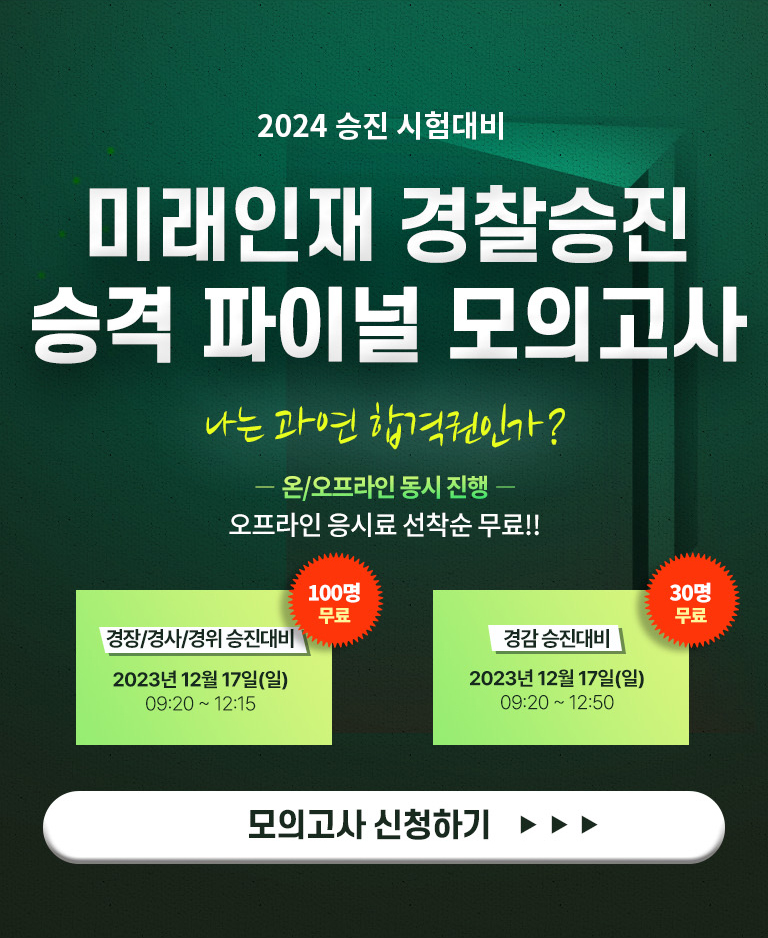 2024 승진 시험대비
미래인재 경찰승진
승격 파이널 모의고사
나는 과연 합격권인가?
― 온/오프라인 동시 진행 ―
오프라인 응시료 선착순 무료!!
100명
무료
경장/경사/경위 승진대비
2023년 12월 17일(일)
09:20 ~ 12:15
30명
무료
경감 승진대비
2023년 12월 17일(일)
09:20 ~ 12:50
모의고사 신청하기 ▶ ▶ ▶